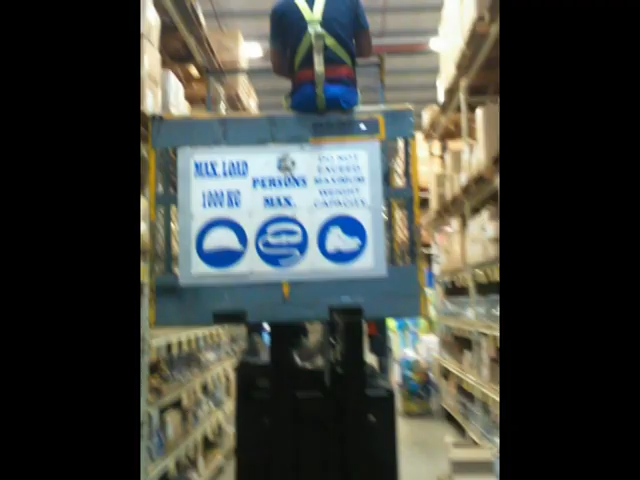 MAX. LOAD
1000 KG
PERSONS
MAX.
DO NOT
EXCEED
MAXIMUM
WEIGHT
CAPACITY